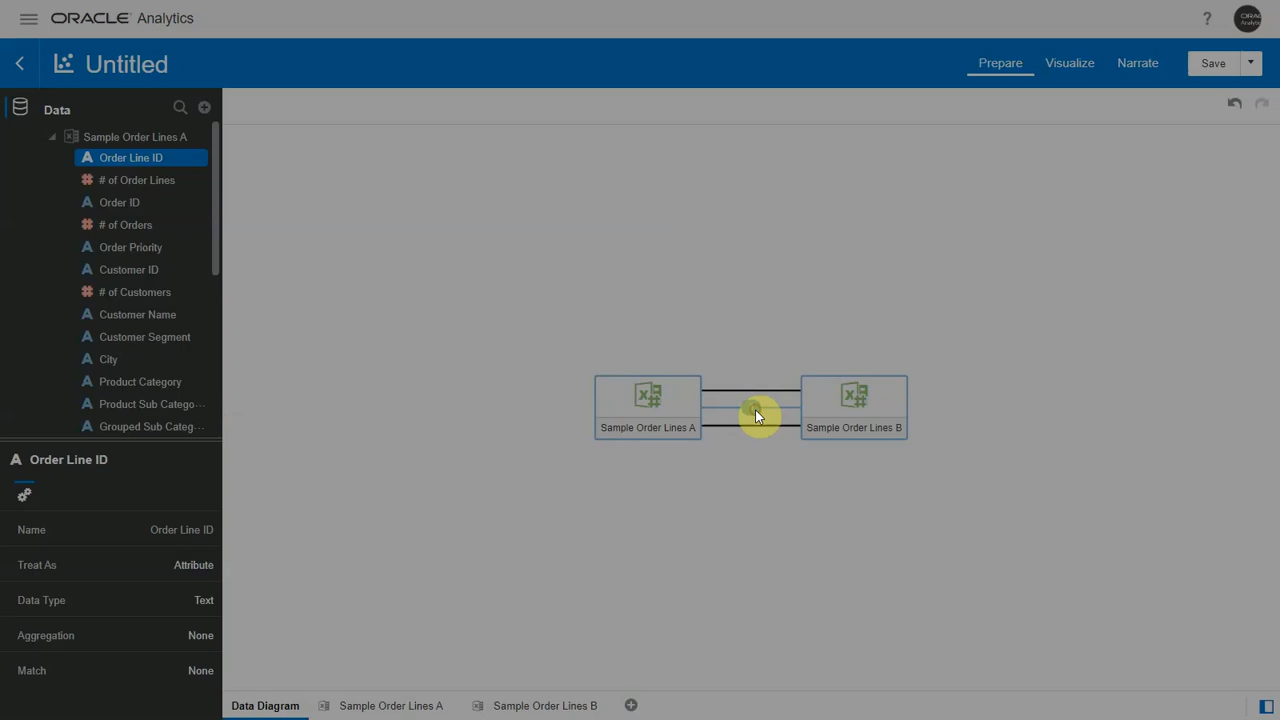 ORACLE Analytics
?
ORAC
Analyti
Untitled
Prepare
Visualize
Narrate
Save
Data
Sample Order Lines A
A Order Line ID
# of Order Lines
A Order ID
# of Orders
A Order Priority
A Customer ID
# of Customers
A Customer Name
A Customer Segment
A City
A Product Category
A Product Sub Catego...
A Grouped Sub Categ...
A Order Line ID
Name Order Line ID
Treat As Attribute
Data Type Text
Aggregation None
Match None
Sample Order Lines A
Sample Order Lines B
Data Diagram
Sample Order Lines A
Sample Order Lines B